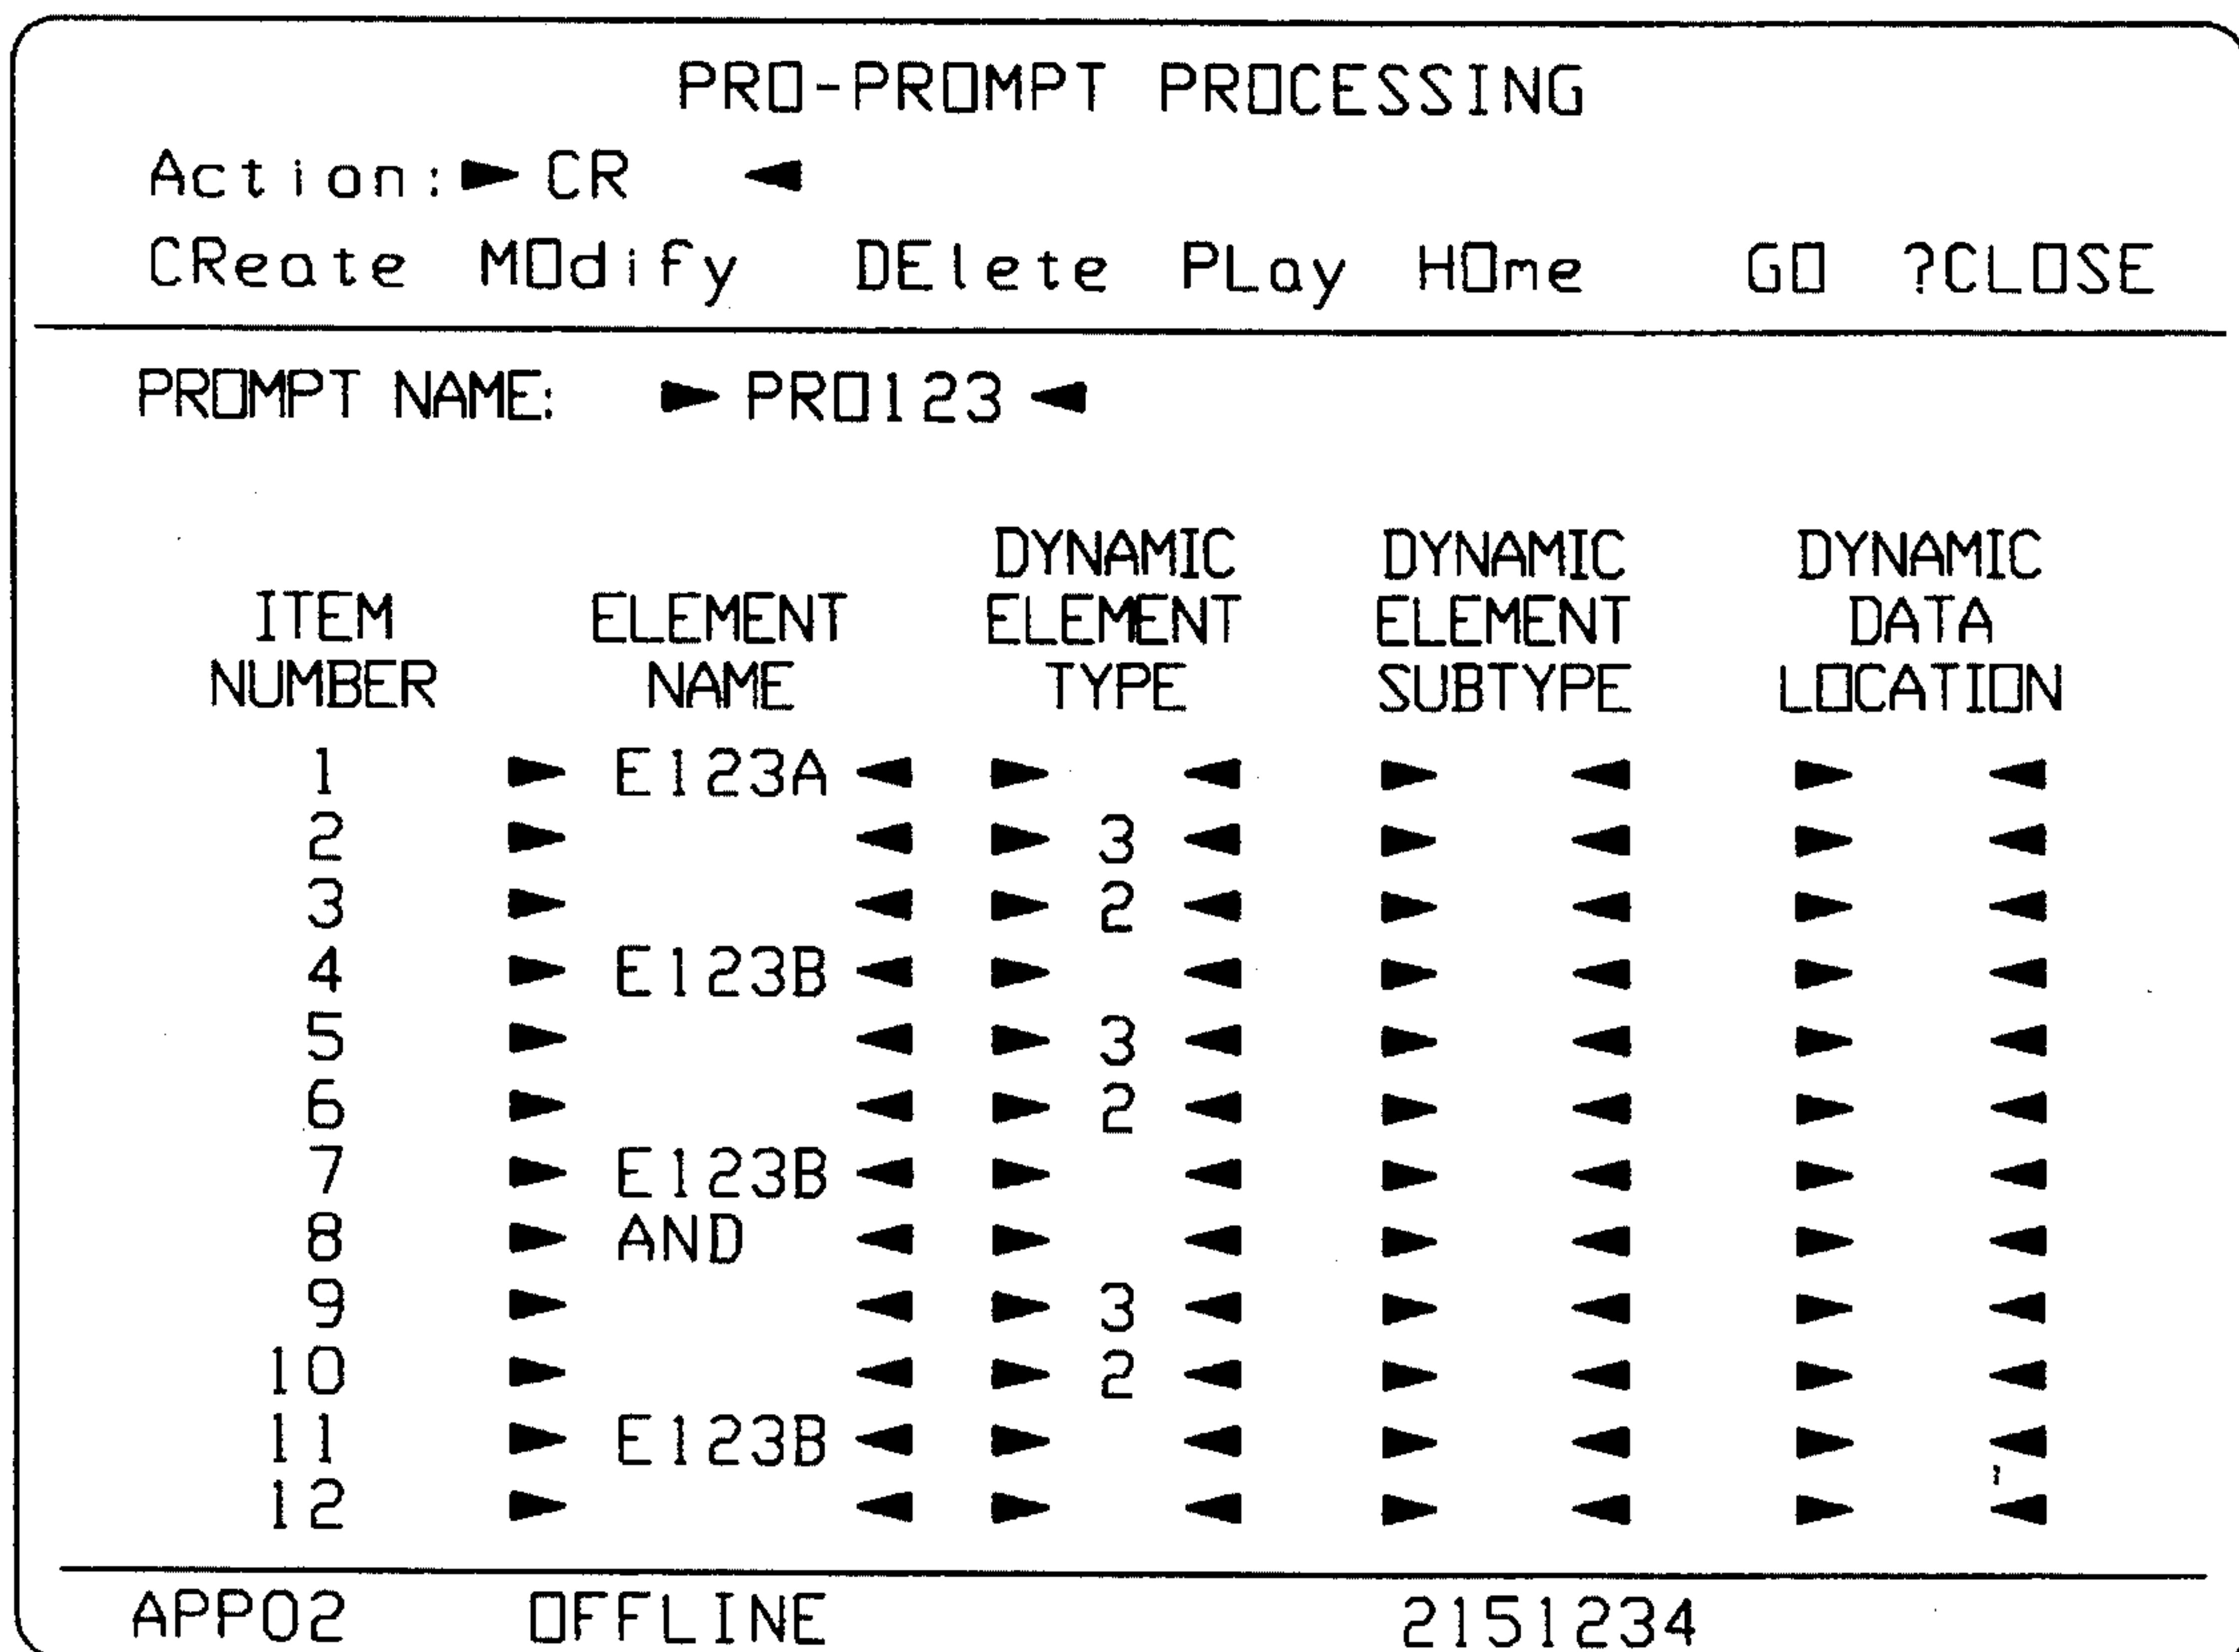 PRO-PROMPT PROCESSING
Action:► CR ◄
CReate MOdify DElete PLay HOme GO ?CLOSE
PROMPT NAME: ► PRO123 ◄
DYNAMIC DYNAMIC DYNAMIC
ITEM ELEMENT ELEMENT ELEMENT DATA
NUMBER NAME TYPE SUBTYPE LOCATION
1 ► E123A ◄ ► ◄ ► ◄ ► ◄
2 ► ◄ ► 3 ◄ ► ◄ ► ◄
3 ► ◄ ► 2 ◄ ► ◄ ► ◄
4 ► E123B ◄ ► ◄ ► ◄ ► ◄
5 ► ◄ ► 3 ◄ ► ◄ ► ◄
6 ► ◄ ► 2 ◄ ► ◄ ► ◄
7 ► E123B ◄ ► ◄ ► ◄ ► ◄
8 ► AND ◄ ► ◄ ► ◄ ► ◄
9 ► ◄ ► 3 ◄ ► ◄ ► ◄
10 ► ◄ ► 2 ◄ ► ◄ ► ◄
11 ► E123B ◄ ► ◄ ► ◄ ► ◄
12 ► ◄ ► ◄ ► ◄ ► ◄
APP02 OFFLINE 2151234